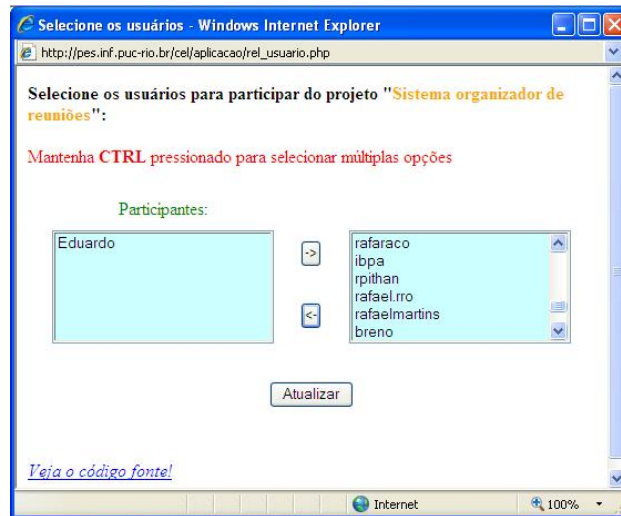 Selecione os usuários - Windows Internet Explorer
http://pes.inf.puc-rio.br/cel/aplicacao/rel_usuario.php
Selecione os usuários para participar do projeto "Sistema organizador de
reuniões":
Mantenha CTRL pressionado para selecionar múltiplas opções
Participantes:
Eduardo
->
<-
rafaraco
ibpa
rpithan
rafael.rro
rafaelmartins
breno
Atualizar
Veja o código fonte!
Internet
100%